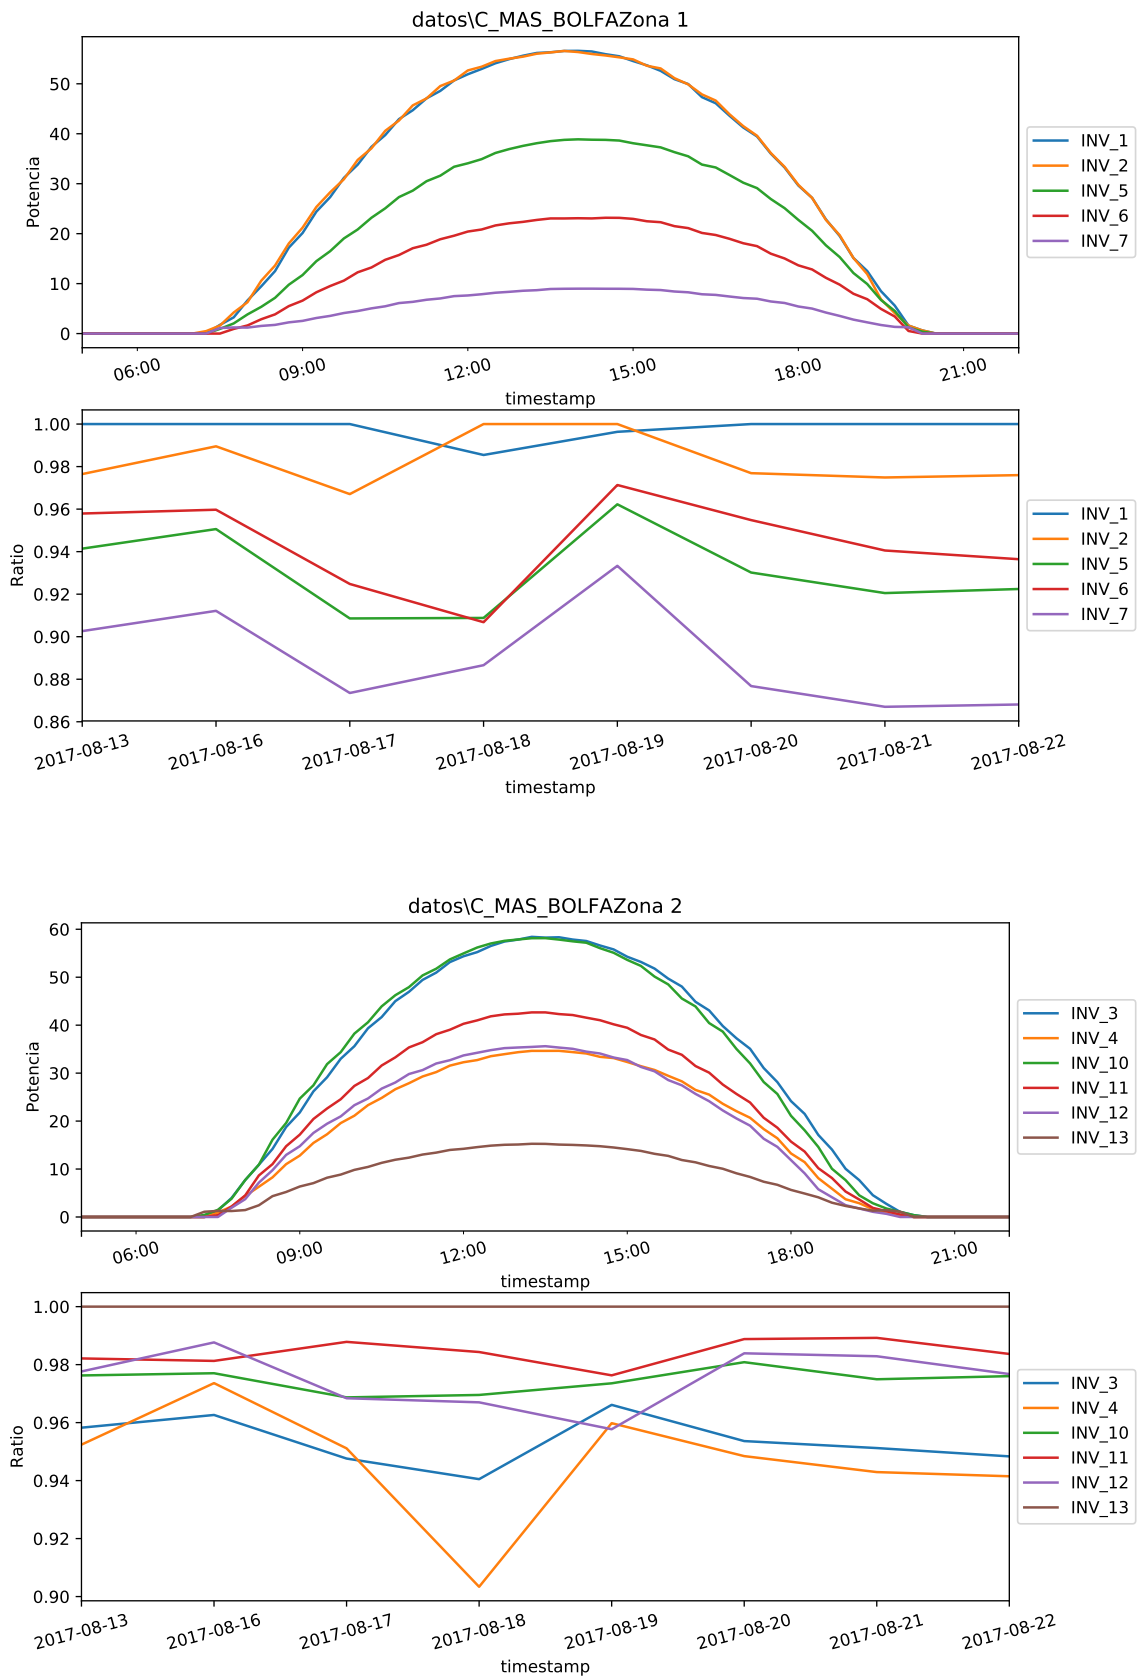 datos\C_MAS_BOLFAZona 1
Potencia
50
40
30
20
10
0
06:00 09:00 12:00 15:00 18:00 21:00
timestamp
INV_1
INV_2
INV_5
INV_6
INV_7
Ratio
1.00
0.98
0.96
0.94
0.92
0.90
0.88
0.86
2017-08-13 2017-08-16 2017-08-17 2017-08-18 2017-08-19 2017-08-20 2017-08-21 2017-08-22
timestamp
INV_1
INV_2
INV_5
INV_6
INV_7
datos\C_MAS_BOLFAZona 2
Potencia
60
50
40
30
20
10
0
06:00 09:00 12:00 15:00 18:00 21:00
timestamp
INV_3
INV_4
INV_10
INV_11
INV_12
INV_13
Ratio
1.00
0.98
0.96
0.94
0.92
0.90
2017-08-13 2017-08-16 2017-08-17 2017-08-18 2017-08-19 2017-08-20 2017-08-21 2017-08-22
timestamp
INV_3
INV_4
INV_10
INV_11
INV_12
INV_13